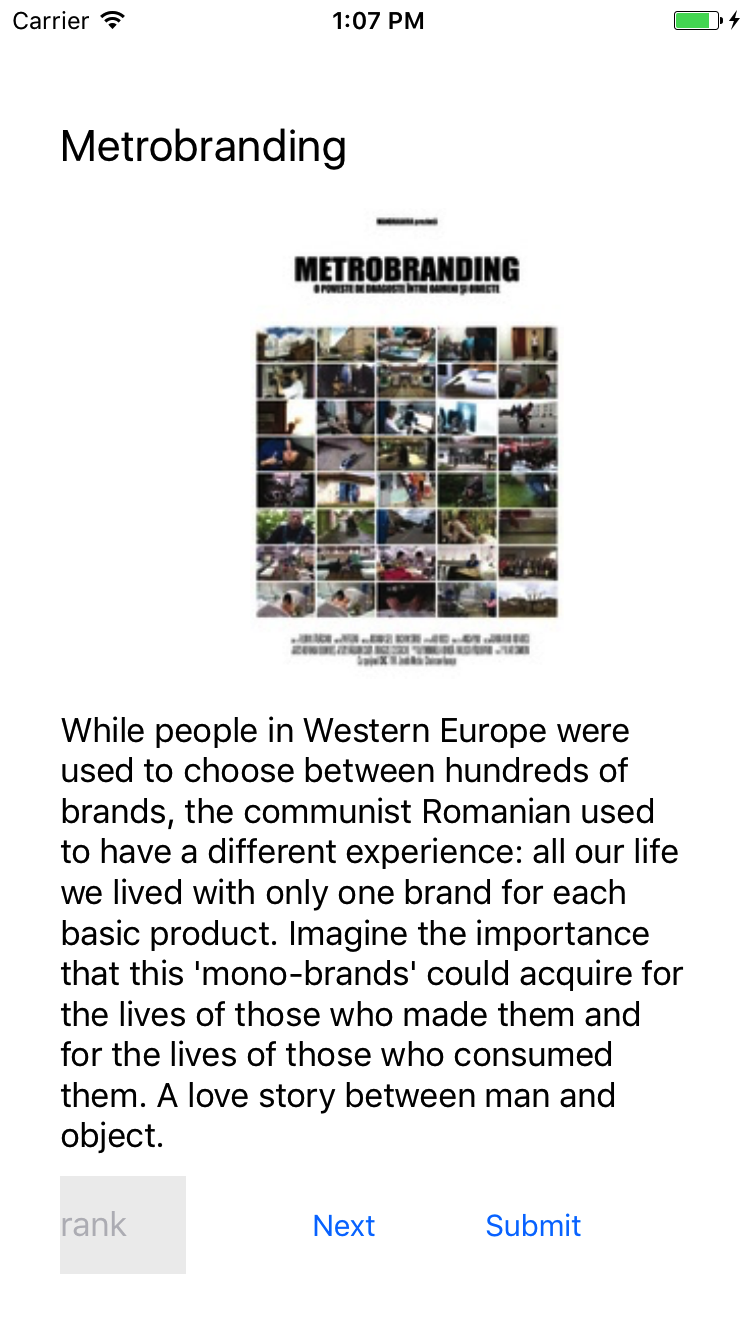 Carrier
1:07 PM
Metrobranding
METROBRANDING
O POVESTE DE DRAGOSTE ÎNTRE OAMENI ȘI OBIECTE
While people in Western Europe were
used to choose between hundreds of
brands, the communist Romanian used
to have a different experience: all our life
we lived with only one brand for each
basic product. Imagine the importance
that this 'mono-brands' could acquire for
the lives of those who made them and
for the lives of those who consumed
them. A love story between man and
object.
rank
Next
Submit